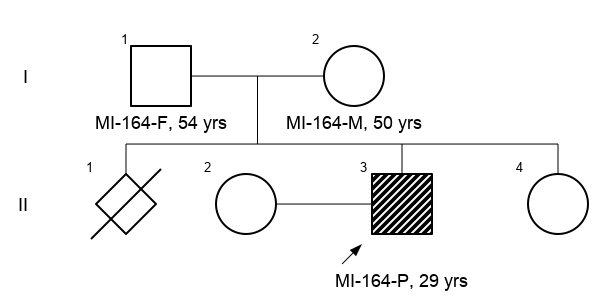 1 2
I
MI-164-F, 54 yrs MI-164-M, 50 yrs
1 2 3 4
II
MI-164-P, 29 yrs